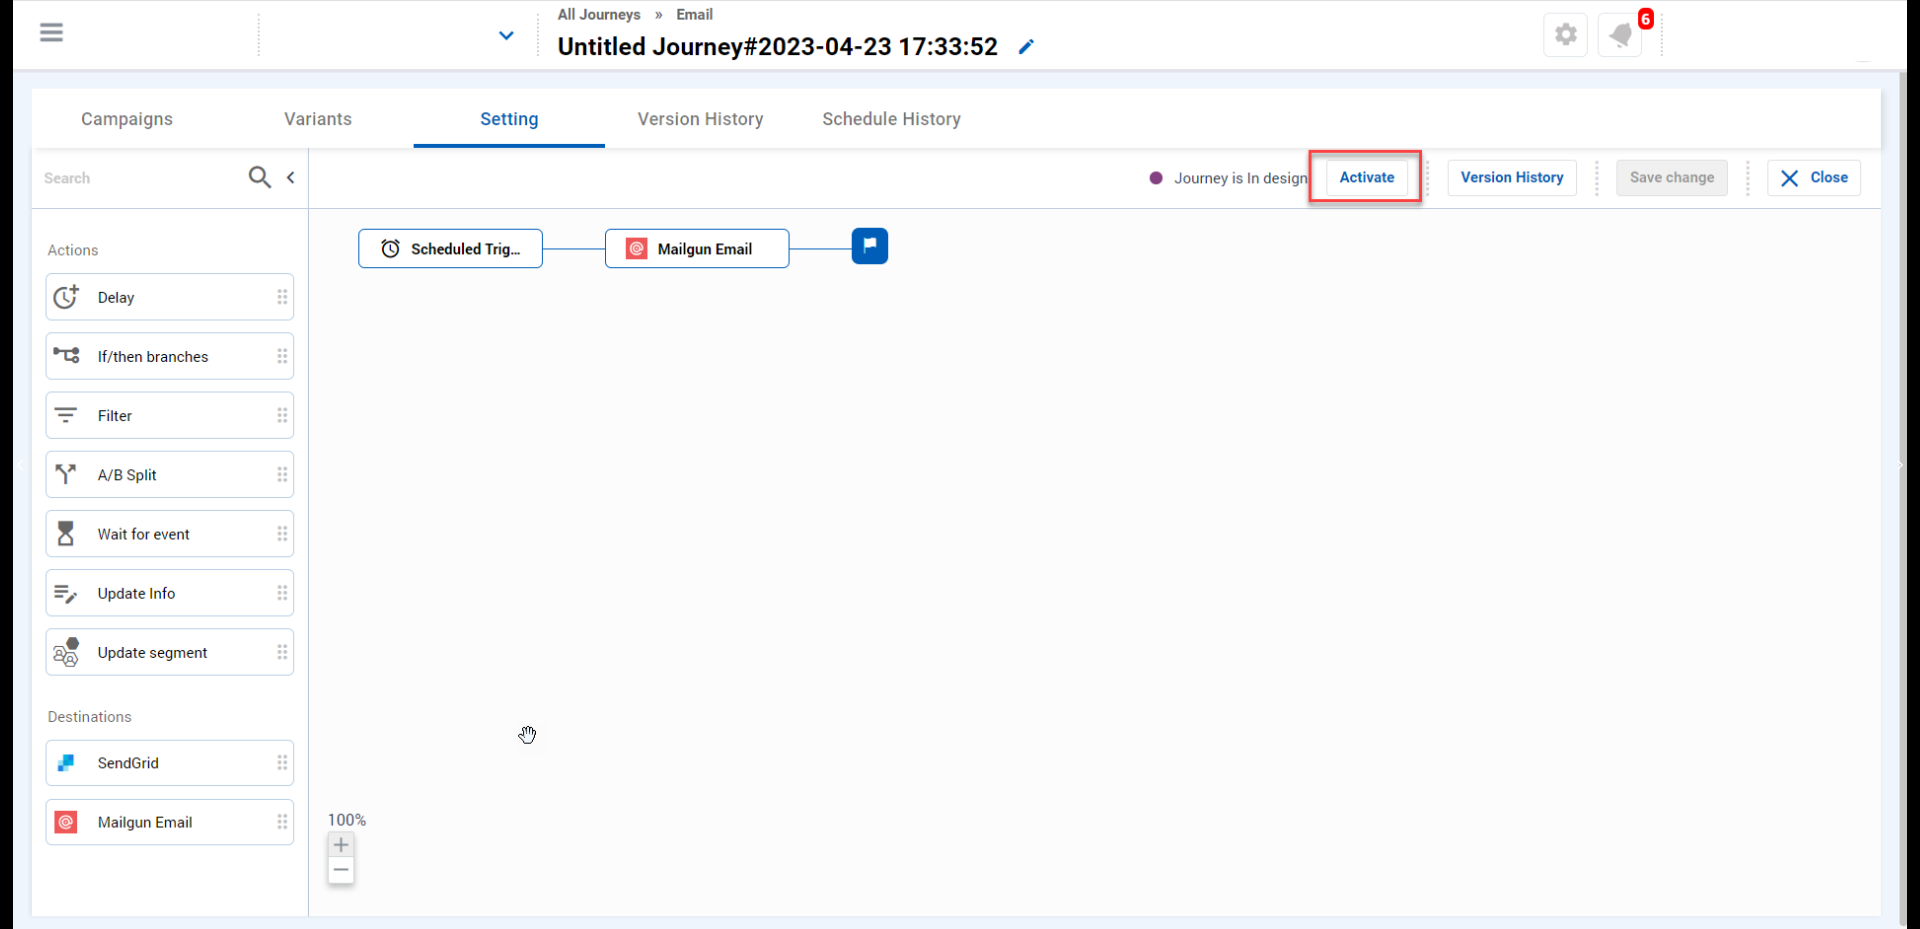 All Journeys » Email
6
Untitled Journey#2023-04-23 17:33:52
Campaigns
Variants
Setting
Version History
Schedule History
Search
Journey is In design
Activate
Version History
Save change
Close
Scheduled Trig...
Mailgun Email
Actions
Delay
If/then branches
Filter
A/B Split
Wait for event
Update Info
Update segment
Destinations
SendGrid
Mailgun Email
100%